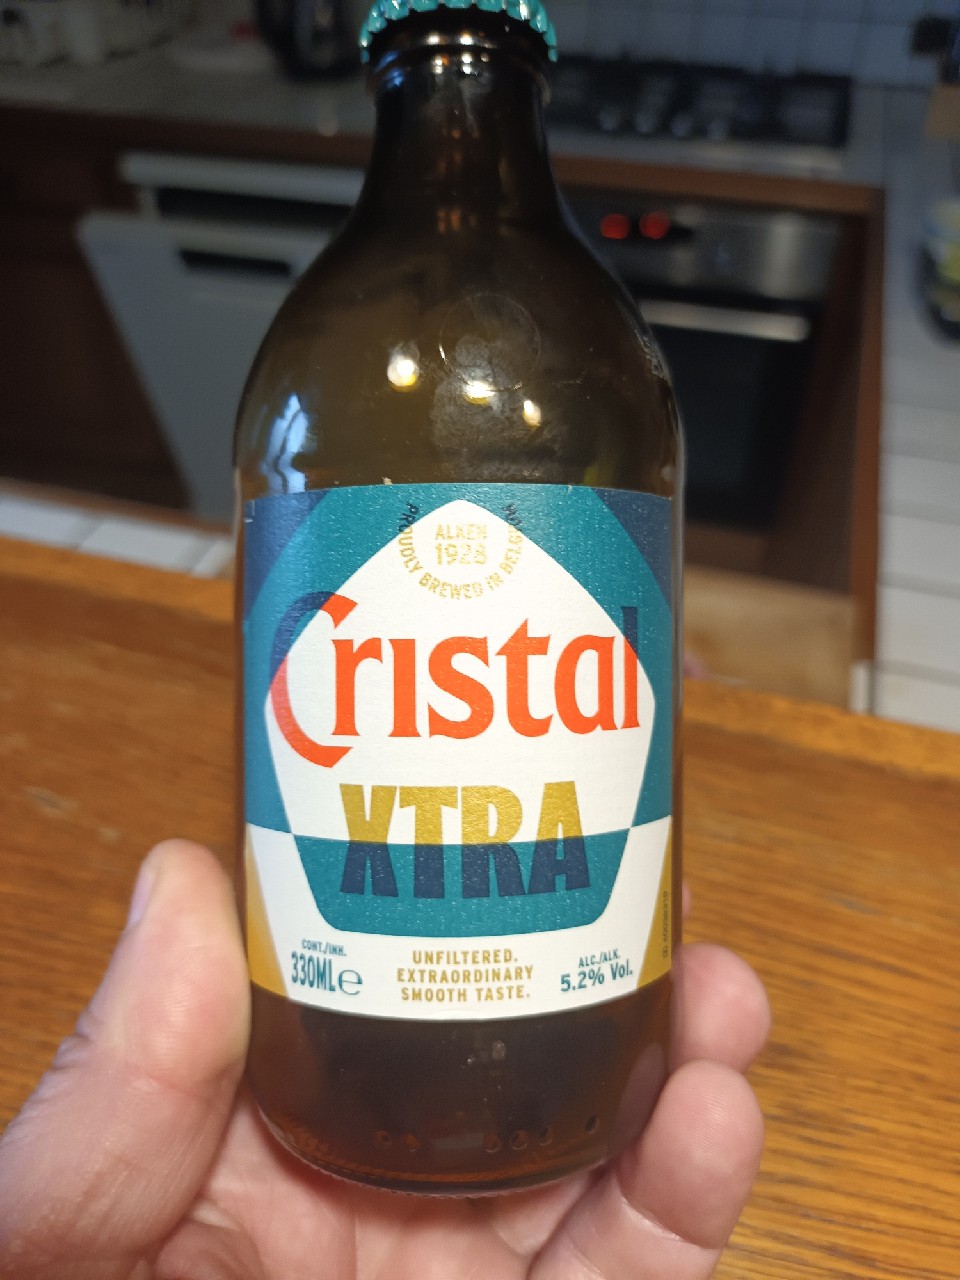 ALKEN
1928
PROUDLY BREWED IN BELGIUM
Cristal
XTRA
CONT./INH.
330ML e
UNFILTERED.
EXTRAORDINARY
SMOOTH TASTE.
ALC./ALK.
5.2% Vol.